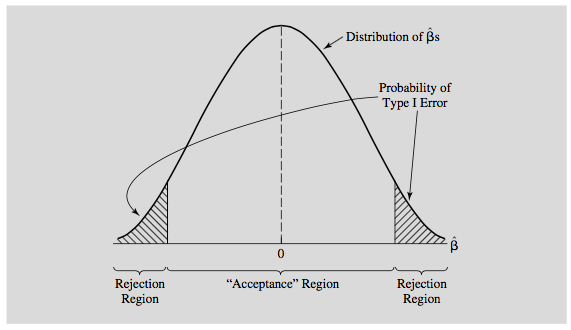 Distribution of β̂s
Probability of
Type I Error
β̂
0
Rejection
Region
“Acceptance” Region
Rejection
Region